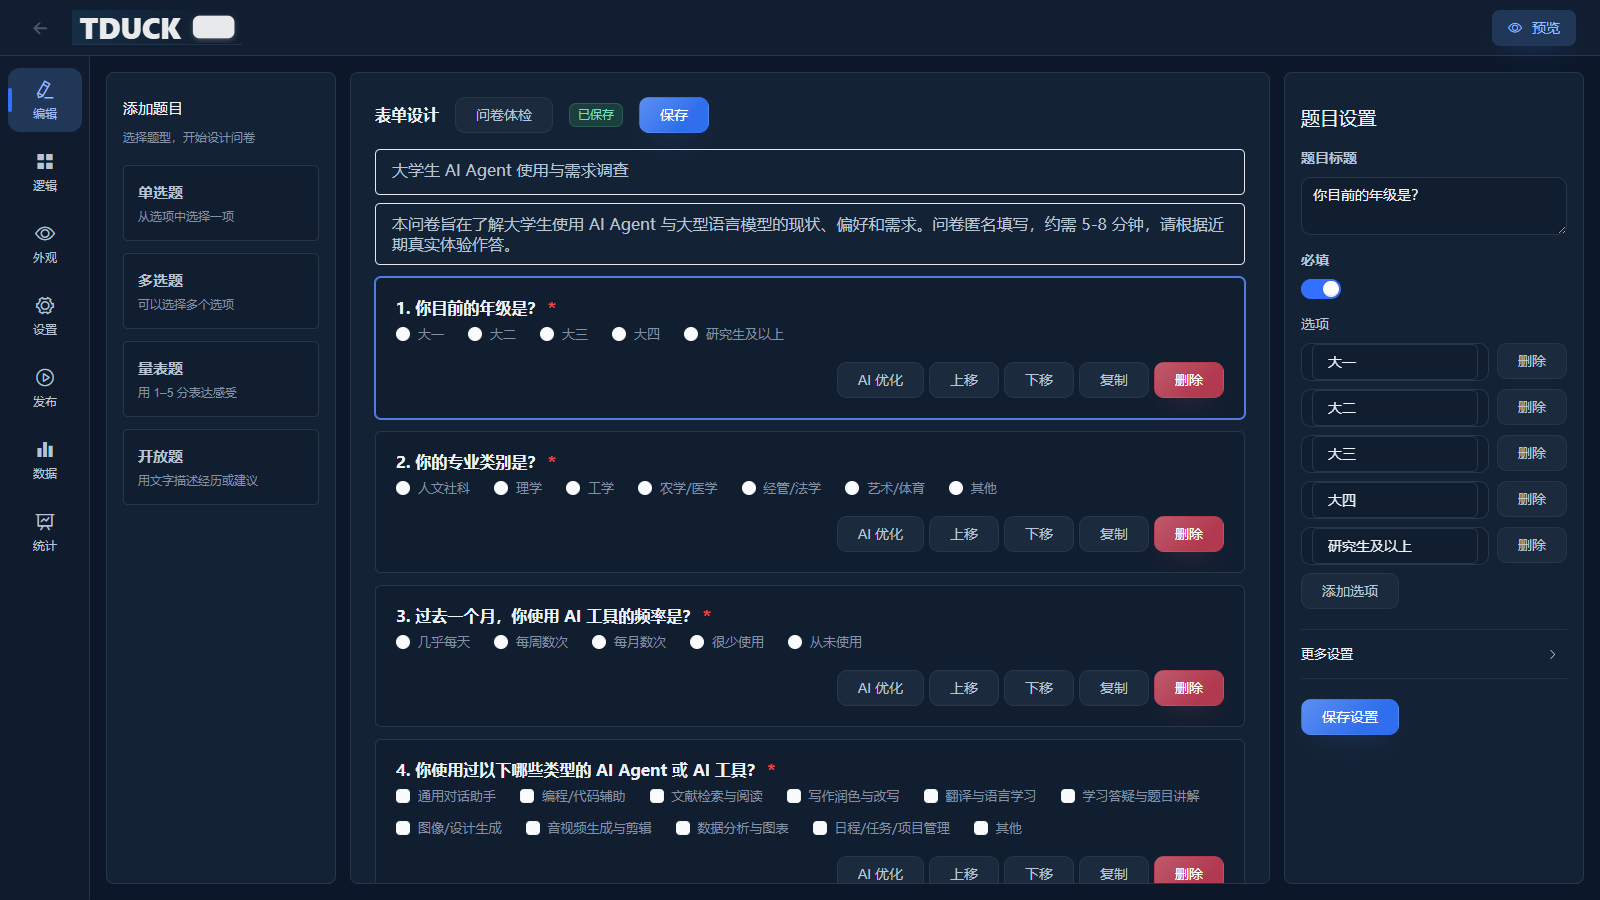 TDUCK
预览
编辑
逻辑
外观
设置
发布
数据
统计
添加题目
选择题型，开始设计问卷
单选题
从选项中选择一项
多选题
可以选择多个选项
量表题
用 1–5 分表达感受
开放题
用文字描述经历或建议
表单设计 问卷体检 已保存 保存
大学生 AI Agent 使用与需求调查
本问卷旨在了解大学生使用 AI Agent 与大型语言模型的现状、偏好和需求。问卷匿名填写，约需 5-8 分钟，请根据近
期真实体验作答。
1. 你目前的年级是？ *
大一 大二 大三 大四 研究生及以上
AI 优化 上移 下移 复制 删除
2. 你的专业类别是？ *
人文社科 理学 工学 农学/医学 经管/法学 艺术/体育 其他
AI 优化 上移 下移 复制 删除
3. 过去一个月，你使用 AI 工具的频率是？ *
几乎每天 每周数次 每月数次 很少使用 从未使用
AI 优化 上移 下移 复制 删除
4. 你使用过以下哪些类型的 AI Agent 或 AI 工具？ *
通用对话助手 编程/代码辅助 文献检索与阅读 写作润色与改写 翻译与语言学习 学习答疑与题目讲解
图像/设计生成 音视频生成与剪辑 数据分析与图表 日程/任务/项目管理 其他
AI 优化 上移 下移 复制 删除
题目设置
题目标题
你目前的年级是？
必填
选项
大一 删除
大二 删除
大三 删除
大四 删除
研究生及以上 删除
添加选项
更多设置
保存设置